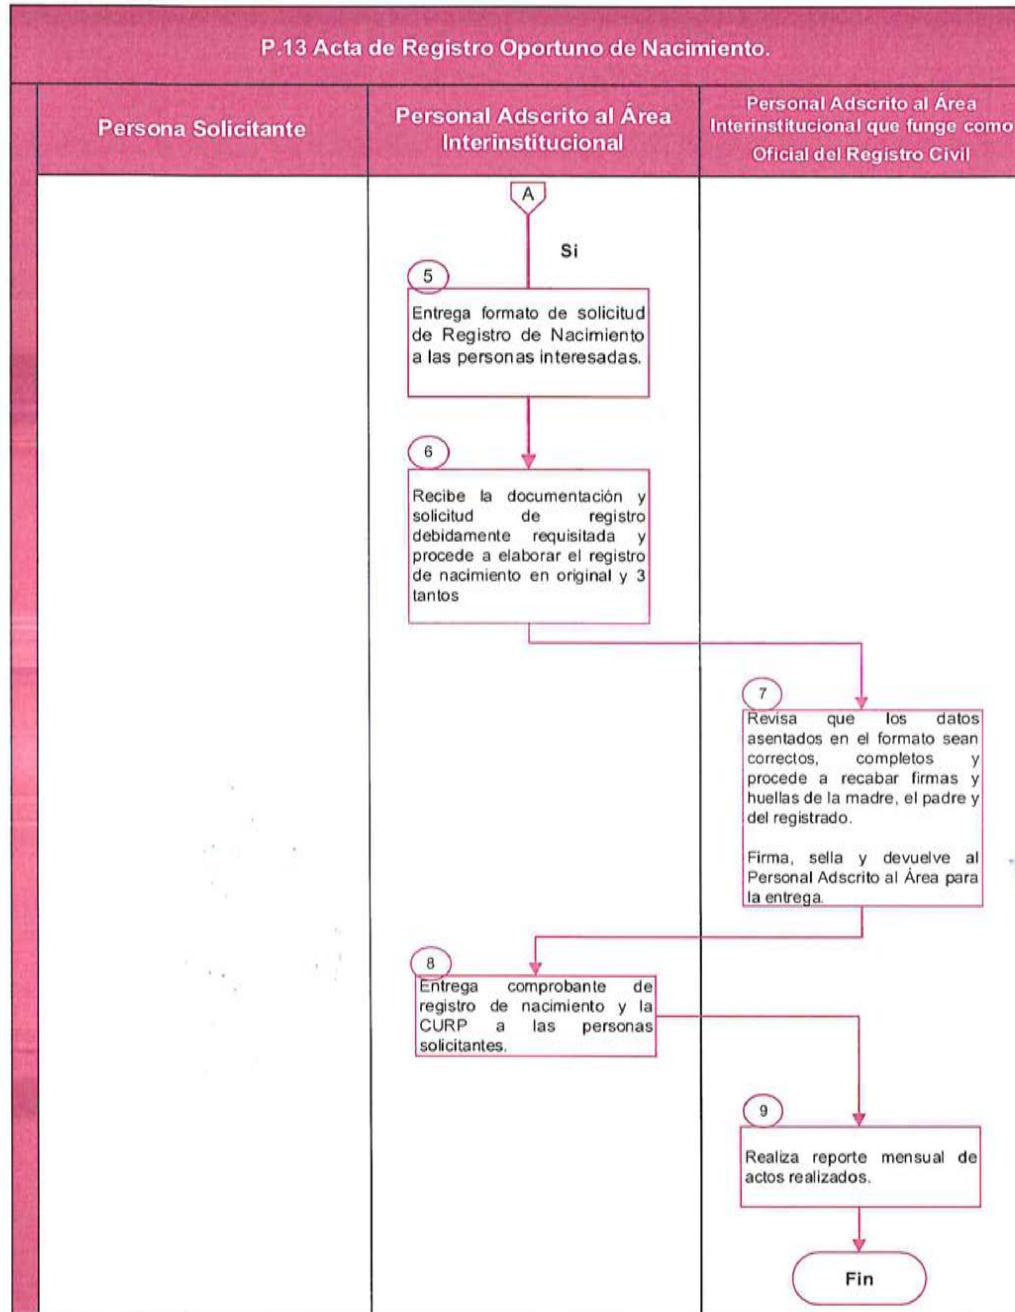 P.13 Acta de Registro Oportuno de Nacimiento.
Persona Solicitante
Personal Adscrito al Área
Interinstitucional
Personal Adscrito al Área
Interinstitucional que funge como
Oficial del Registro Civil
A
Si
5
Entrega formato de solicitud
de Registro de Nacimiento
a las personas interesadas.
6
Recibe la documentación y
solicitud de registro
debidamente requisitada y
procede a elaborar el registro
de nacimiento en original y 3
tantos
7
Revisa que los datos
asentados en el formato sean
correctos, completos y
procede a recabar firmas y
huellas de la madre, el padre y
del registrado.
Firma, sella y devuelve al
Personal Adscrito al Área para
la entrega.
8
Entrega comprobante de
registro de nacimiento y la
CURP a las personas
solicitantes.
9
Realiza reporte mensual de
actos realizados.
Fin